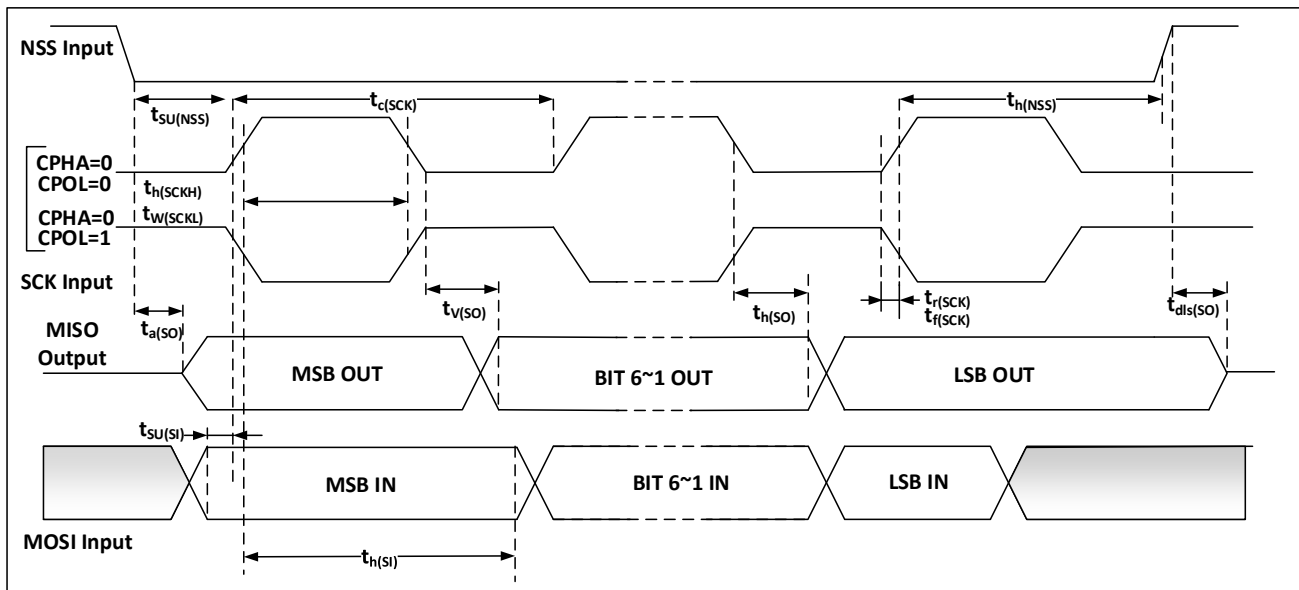 NSS Input
tc(SCK)
th(NSS)
tSU(NSS)
CPHA=0
CPOL=0
th(SCKH)
CPHA=0
tW(SCKL)
CPOL=1
SCK Input
tV(SO)
th(SO)
tr(SCK)
tf(SCK)
tdls(SO)
ta(SO)
MISO
Output
MSB OUT
BIT 6~1 OUT
LSB OUT
tSU(SI)
MSB IN
BIT 6~1 IN
LSB IN
MOSI Input
th(SI)